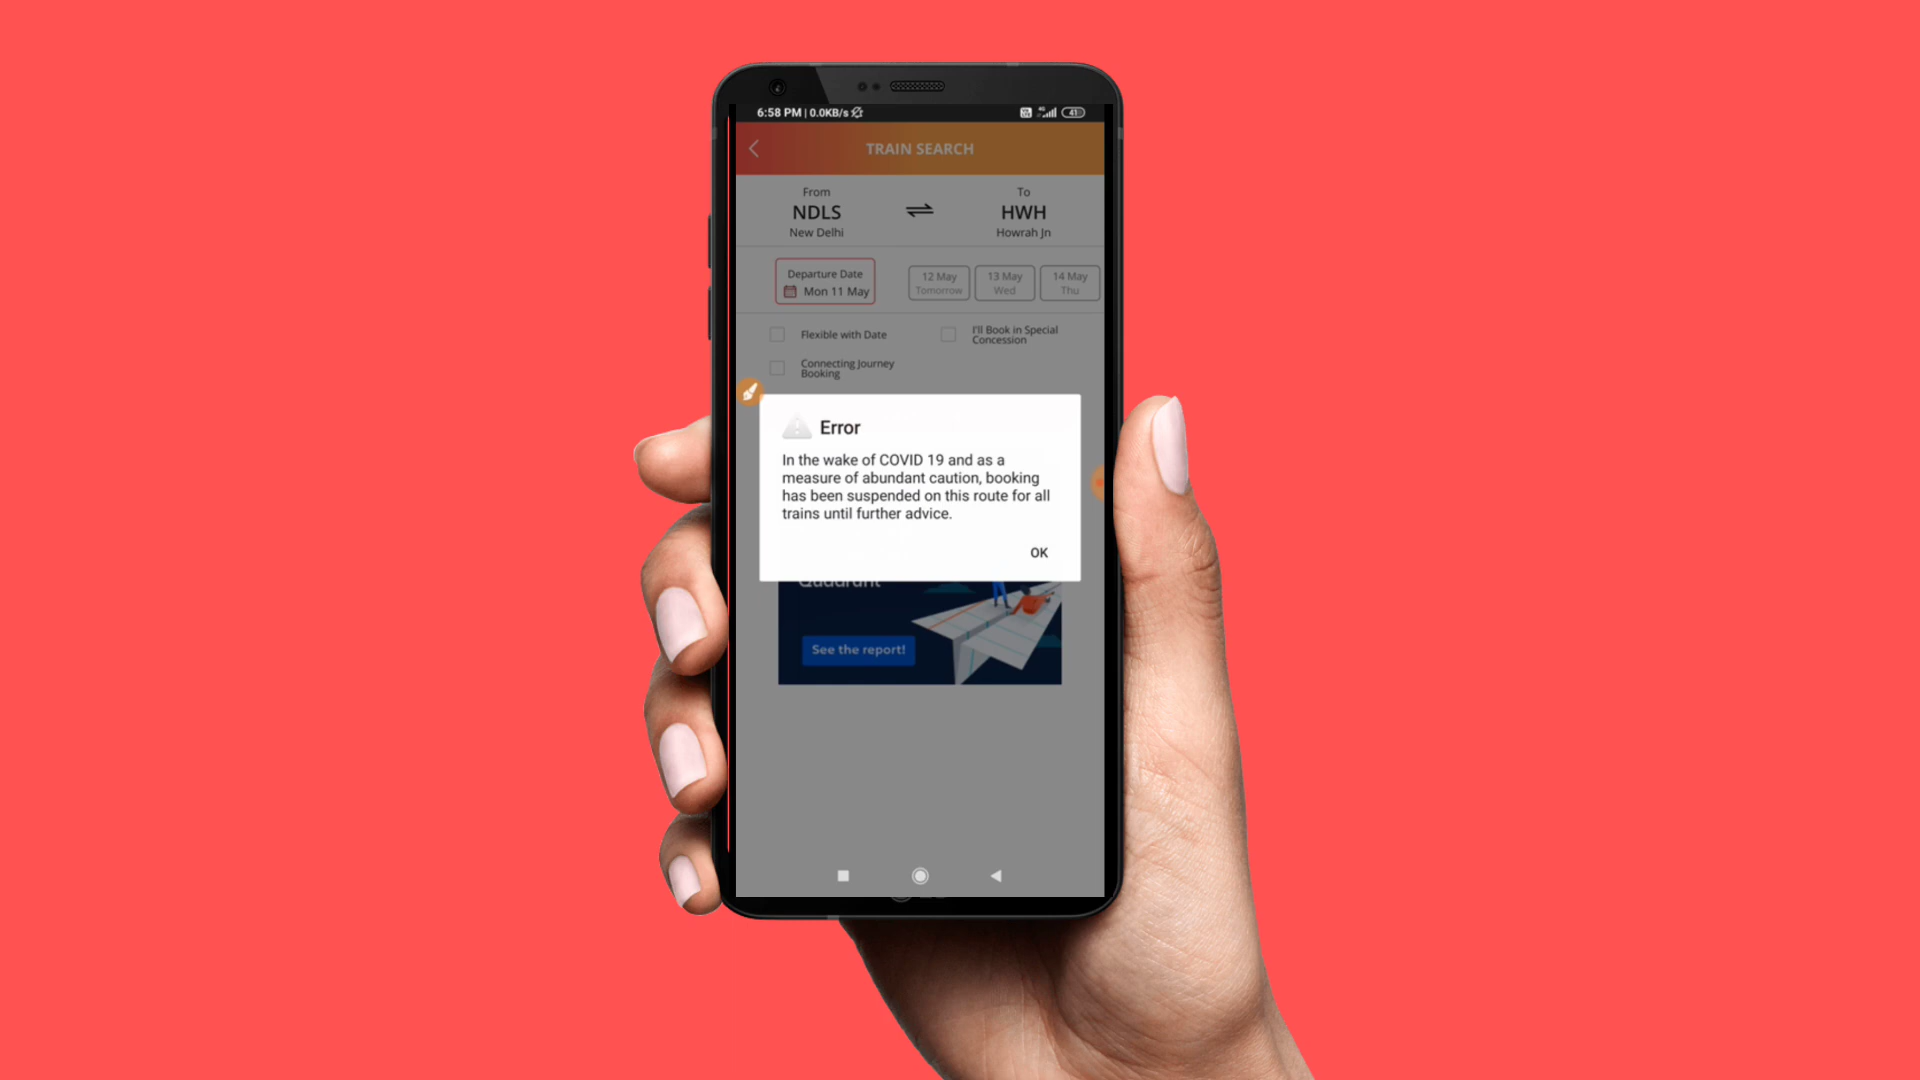 6:58 PM | 0.0KB/s
4G
41
TRAIN SEARCH
From
To
NDLS
HWH
New Delhi
Howrah Jn
Departure Date
Mon 11 May
12 May
Tomorrow
13 May
Wed
14 May
Thu
Flexible with Date
I'll Book in Special
Concession
Connecting Journey
Booking
Error
In the wake of COVID 19 and as a
measure of abundant caution, booking
has been suspended on this route for all
trains until further advice.
OK
Quadrant
See the report!